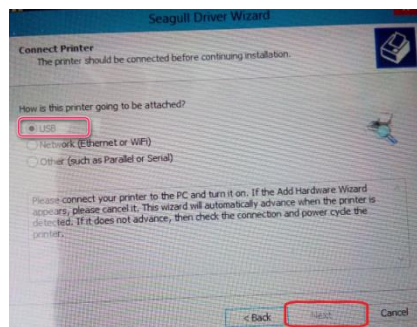 Seagull Driver Wizard
Connect Printer
The printer should be connected before continuing installation.
How is this printer going to be attached?
USB
Network (Ethernet or WiFi)
Other (such as Parallel or Serial)
Please connect your printer to the PC and turn it on. If the Add Hardware Wizard
appears, please cancel it. This wizard will automatically advance when the printer is
detected. If it does not advance, then check the connection and power cycle the
printer.
< Back
Next
Cancel